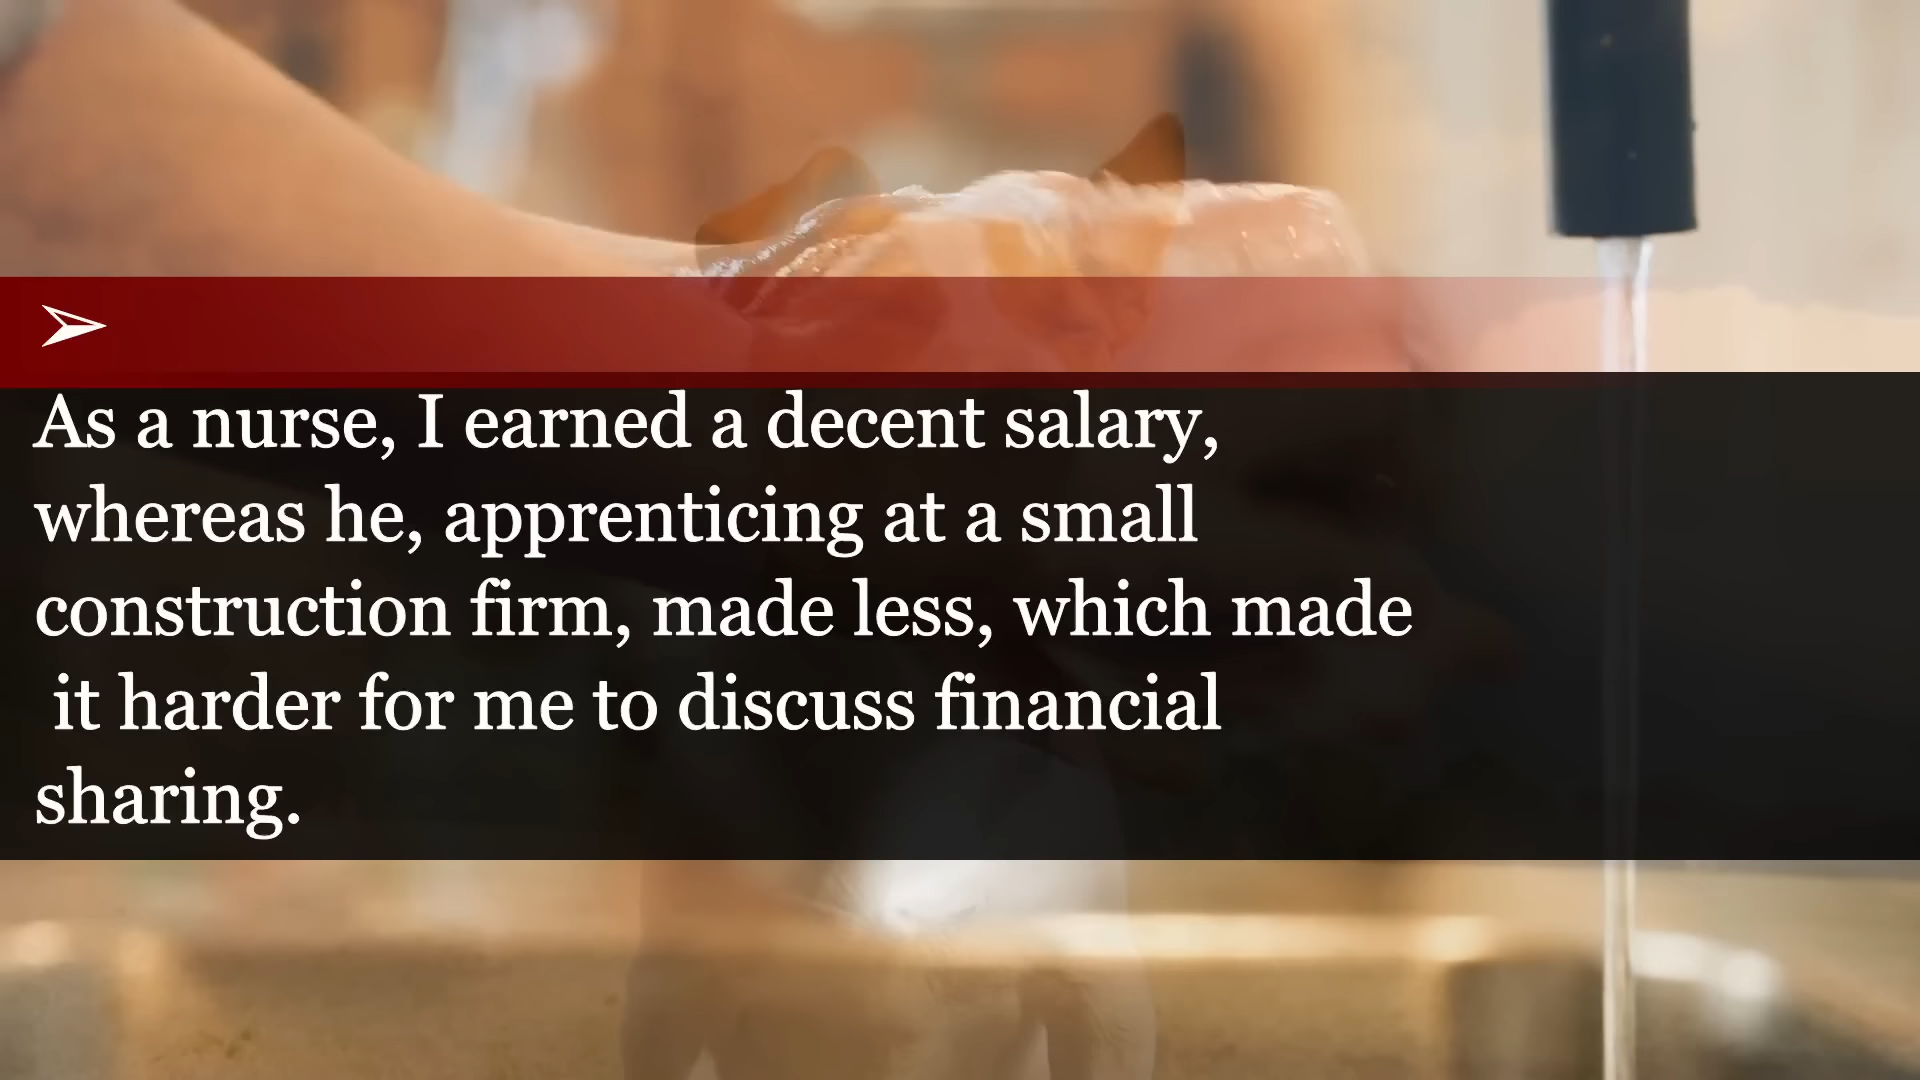 As a nurse, I earned a decent salary,
whereas he, apprenticing at a small
construction firm, made less, which made
it harder for me to discuss financial
sharing.